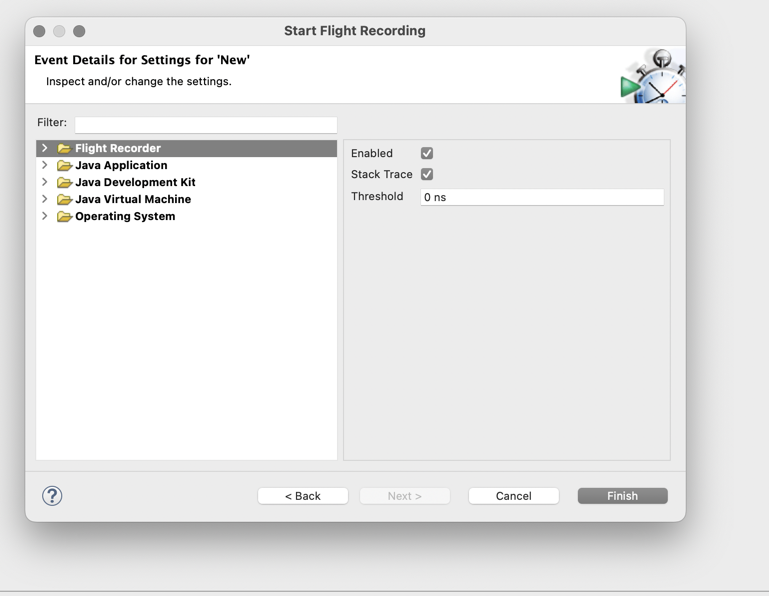 Start Flight Recording
Event Details for Settings for 'New'
Inspect and/or change the settings.
Filter:
Flight Recorder
Java Application
Java Development Kit
Java Virtual Machine
Operating System
Enabled
Stack Trace
Threshold 0 ns
? < Back Next > Cancel Finish